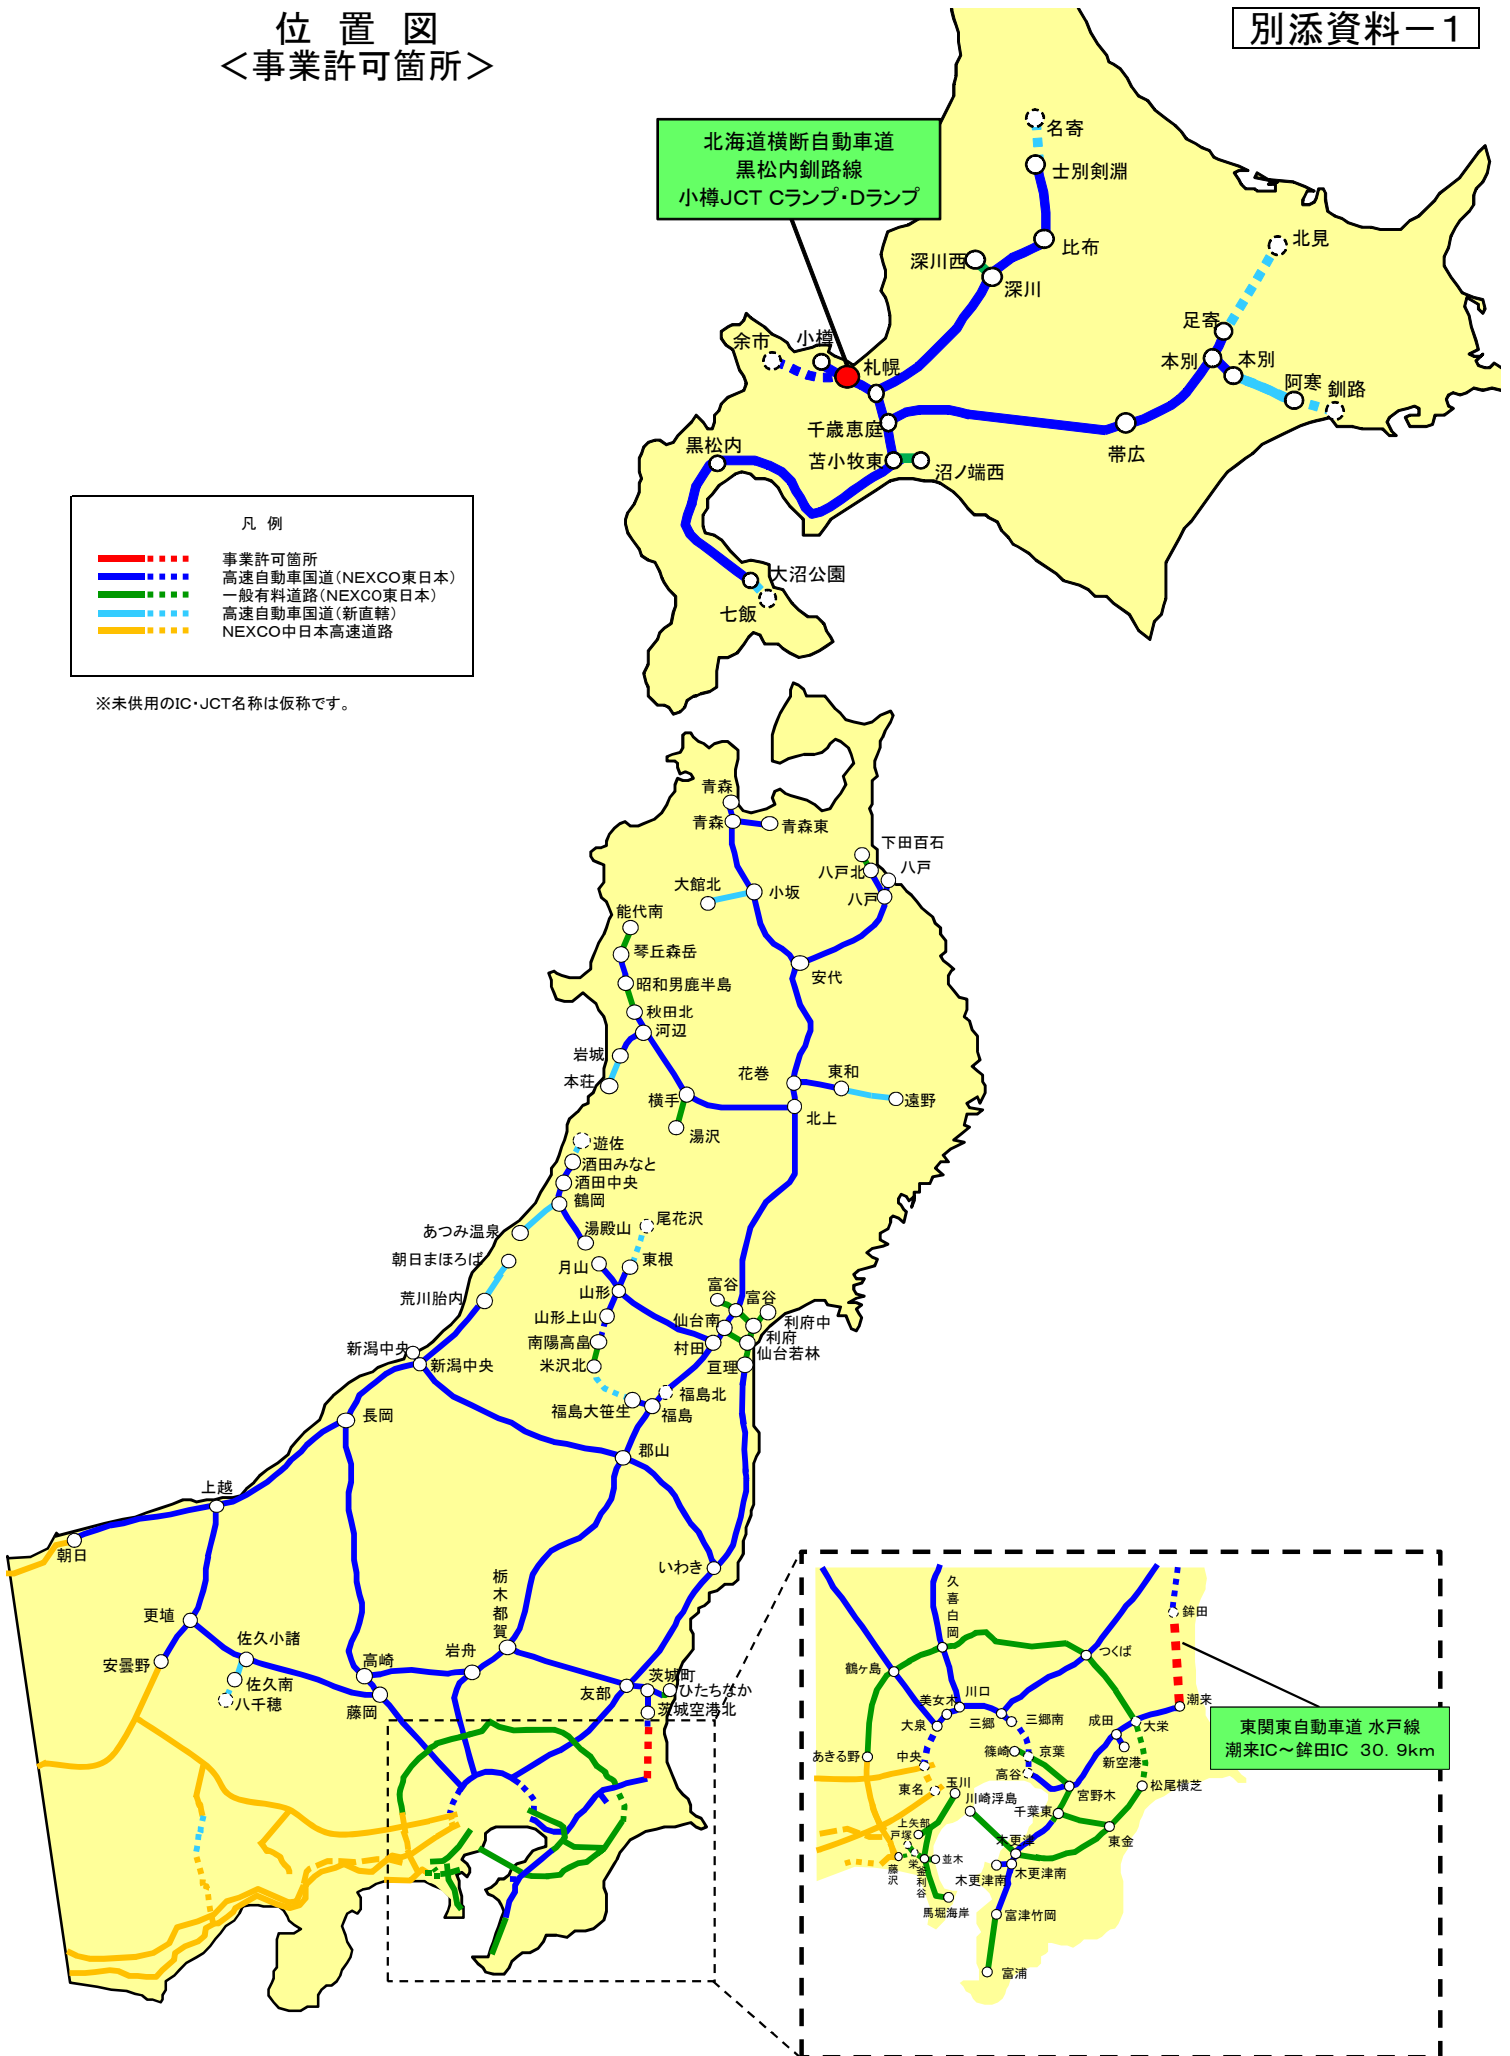 位 置 図
＜事業許可箇所＞
別添資料－１
北海道横断自動車道
黒松内釧路線
小樽JCT Cランプ・Dランプ
名寄
士別剣淵
比布
深川西
深川
北見
足寄
本別
本別
阿寒
釧路
余市
小樽
札幌
千歳恵庭
帯広
苫小牧東
沼ノ端西
黒松内
大沼公園
七飯
凡 例
事業許可箇所
高速自動車国道（NEXCO東日本）
一般有料道路（NEXCO東日本）
高速自動車国道（新直轄）
NEXCO中日本高速道路
※未供用のIC・JCT名称は仮称です。
青森
青森
青森東
下田百石
八戸北
八戸
八戸
大館北
小坂
能代南
琴丘森岳
昭和男鹿半島
安代
秋田北
河辺
岩城
本荘
花巻
東和
遠野
横手
北上
湯沢
遊佐
酒田みなと
酒田中央
鶴岡
あつみ温泉
湯殿山
尾花沢
朝日まほろば
月山
東根
荒川胎内
山形
富谷
富谷
山形上山
仙台南
利府中
利府
南陽高畠
村田
仙台若林
新潟中央
新潟中央
米沢北
亘理
福島北
福島大笹生
福島
長岡
郡山
上越
朝日
いわき
栃木都賀
更埴
佐久小諸
安曇野
佐久南
八千穂
高崎
岩舟
藤岡
友部
茨城町
ひたちなか
茨城空港北
久喜白岡
鉾田
つくば
鶴ヶ島
美女木
川口
大泉
三郷
三郷南
成田
大栄
潮来
東関東自動車道 水戸線
潮来IC～鉾田IC 30．9km
あきる野
中央
篠崎
京葉
新空港
高谷
東名
玉川
宮野木
松尾横芝
川崎浮島
千葉東
上矢部
戸塚
東金
木更津
藤沢
栄
釜利谷
並木
木更津南
木更津南
馬堀海岸
富津竹岡
富浦